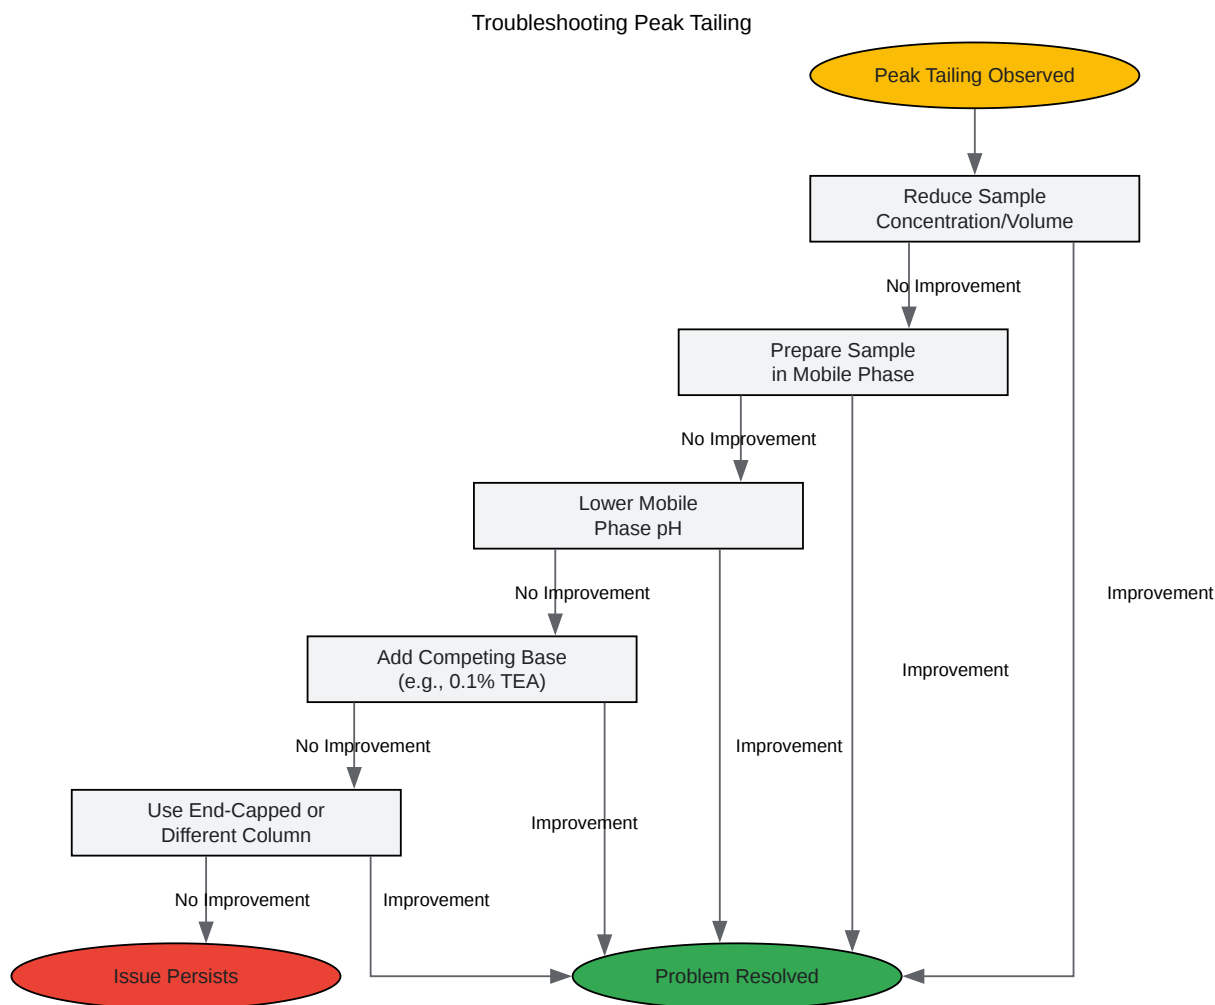 Troubleshooting Peak Tailing
Peak Tailing Observed
Reduce Sample
Concentration/Volume
No Improvement
Prepare Sample
in Mobile Phase
No Improvement
Lower Mobile
Phase pH
No Improvement
Improvement
Add Competing Base
(e.g., 0.1% TEA)
Improvement
No Improvement
Improvement
Use End-Capped or
Different Column
Improvement
No Improvement
Improvement
Issue Persists
Problem Resolved